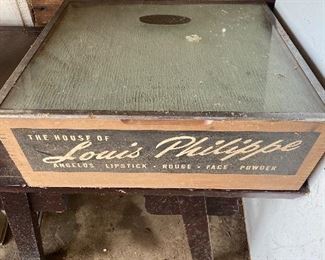 THE HOUSE OF
Louis Philippe
ANGELUS LIPSTICK • ROUGE • FACE POWDER